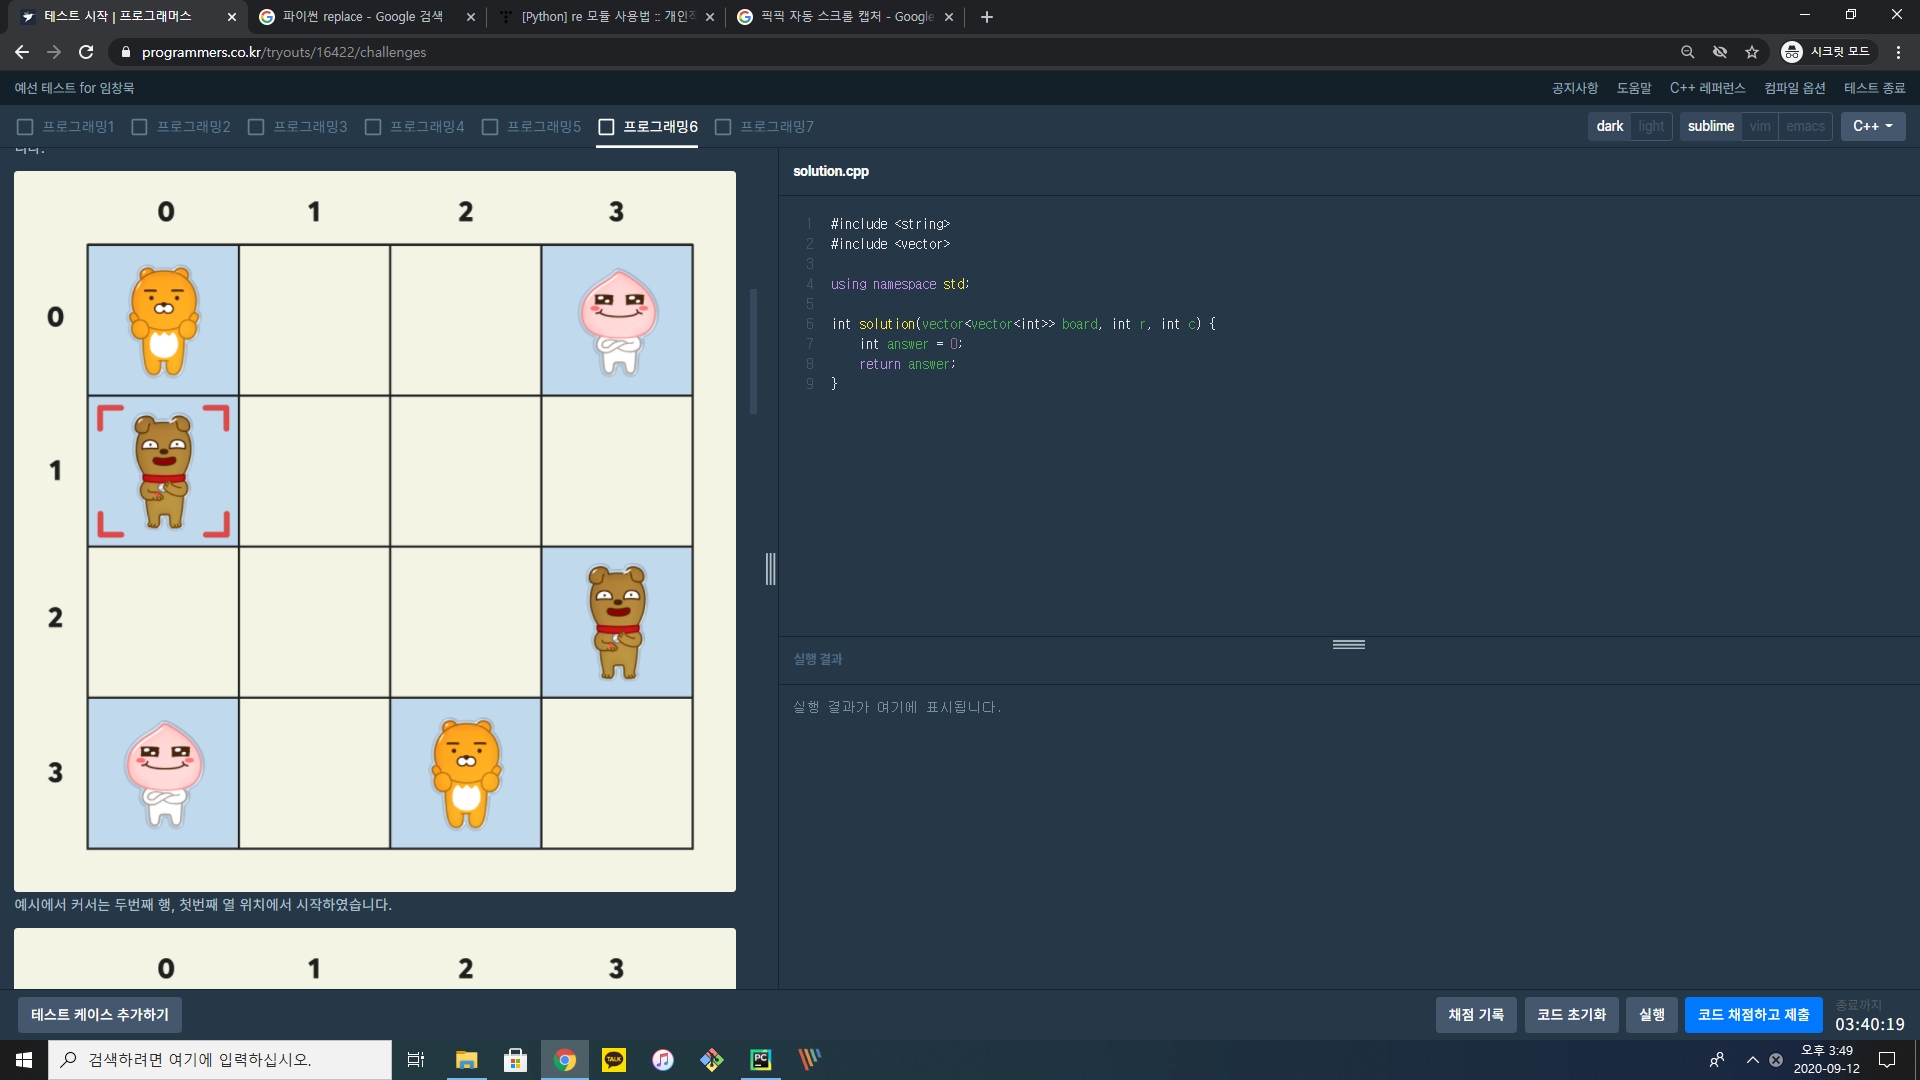 테스트 시작 | 프로그래머스
파이썬 replace - Google 검색
[Python] re 모듈 사용법 :: 개인적
픽픽 자동 스크롤 캡처 - Google
programmers.co.kr/tryouts/16422/challenges
시크릿 모드
예선 테스트 for 임창묵
공지사항 도움말 C++ 레퍼런스 컴파일 옵션 테스트 종료
프로그래밍1 프로그래밍2 프로그래밍3 프로그래밍4 프로그래밍5 프로그래밍6 프로그래밍7
dark light sublime vim emacs C++
니다.
0 1 2 3
0
1
2
3
예시에서 커서는 두번째 행, 첫번째 열 위치에서 시작하였습니다.
0 1 2 3
solution.cpp
1 #include <string>
2 #include <vector>
3
4 using namespace std;
5
6 int solution(vector<vector<int>> board, int r, int c) {
7 int answer = 0;
8 return answer;
9 }
실행 결과
실행 결과가 여기에 표시됩니다.
테스트 케이스 추가하기
채점 기록 코드 초기화 실행 코드 채점하고 제출
종료까지
03:40:19
검색하려면 여기에 입력하십시오.
TALK
PC
오후 3:49
2020-09-12